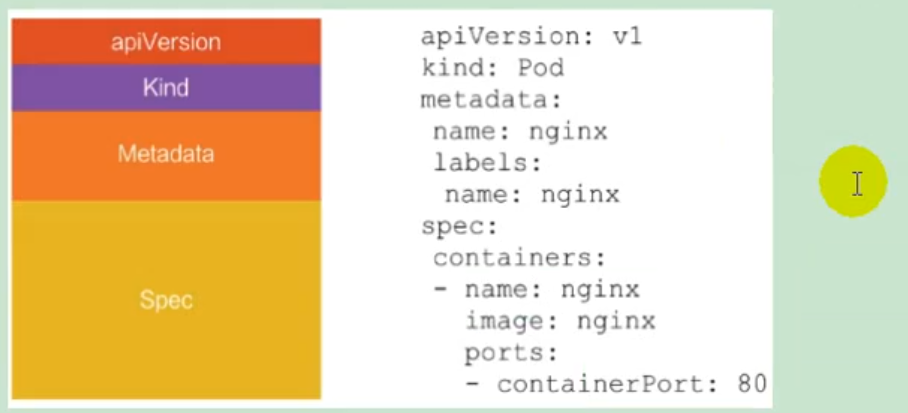 apiVersion
Kind
Metadata
Spec
apiVersion: v1
kind: Pod
metadata:
 name: nginx
 labels:
  name: nginx
spec:
 containers:
 - name: nginx
   image: nginx
   ports:
   - containerPort: 80